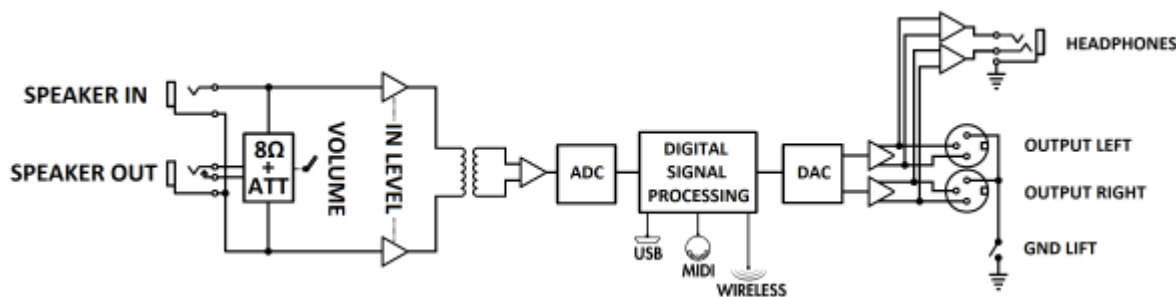 SPEAKER IN
SPEAKER OUT
8Ω
+
ATT
VOLUME
IN LEVEL
ADC
DIGITAL
SIGNAL
PROCESSING
USB
MIDI
WIRELESS
DAC
HEADPHONES
OUTPUT LEFT
OUTPUT RIGHT
GND LIFT